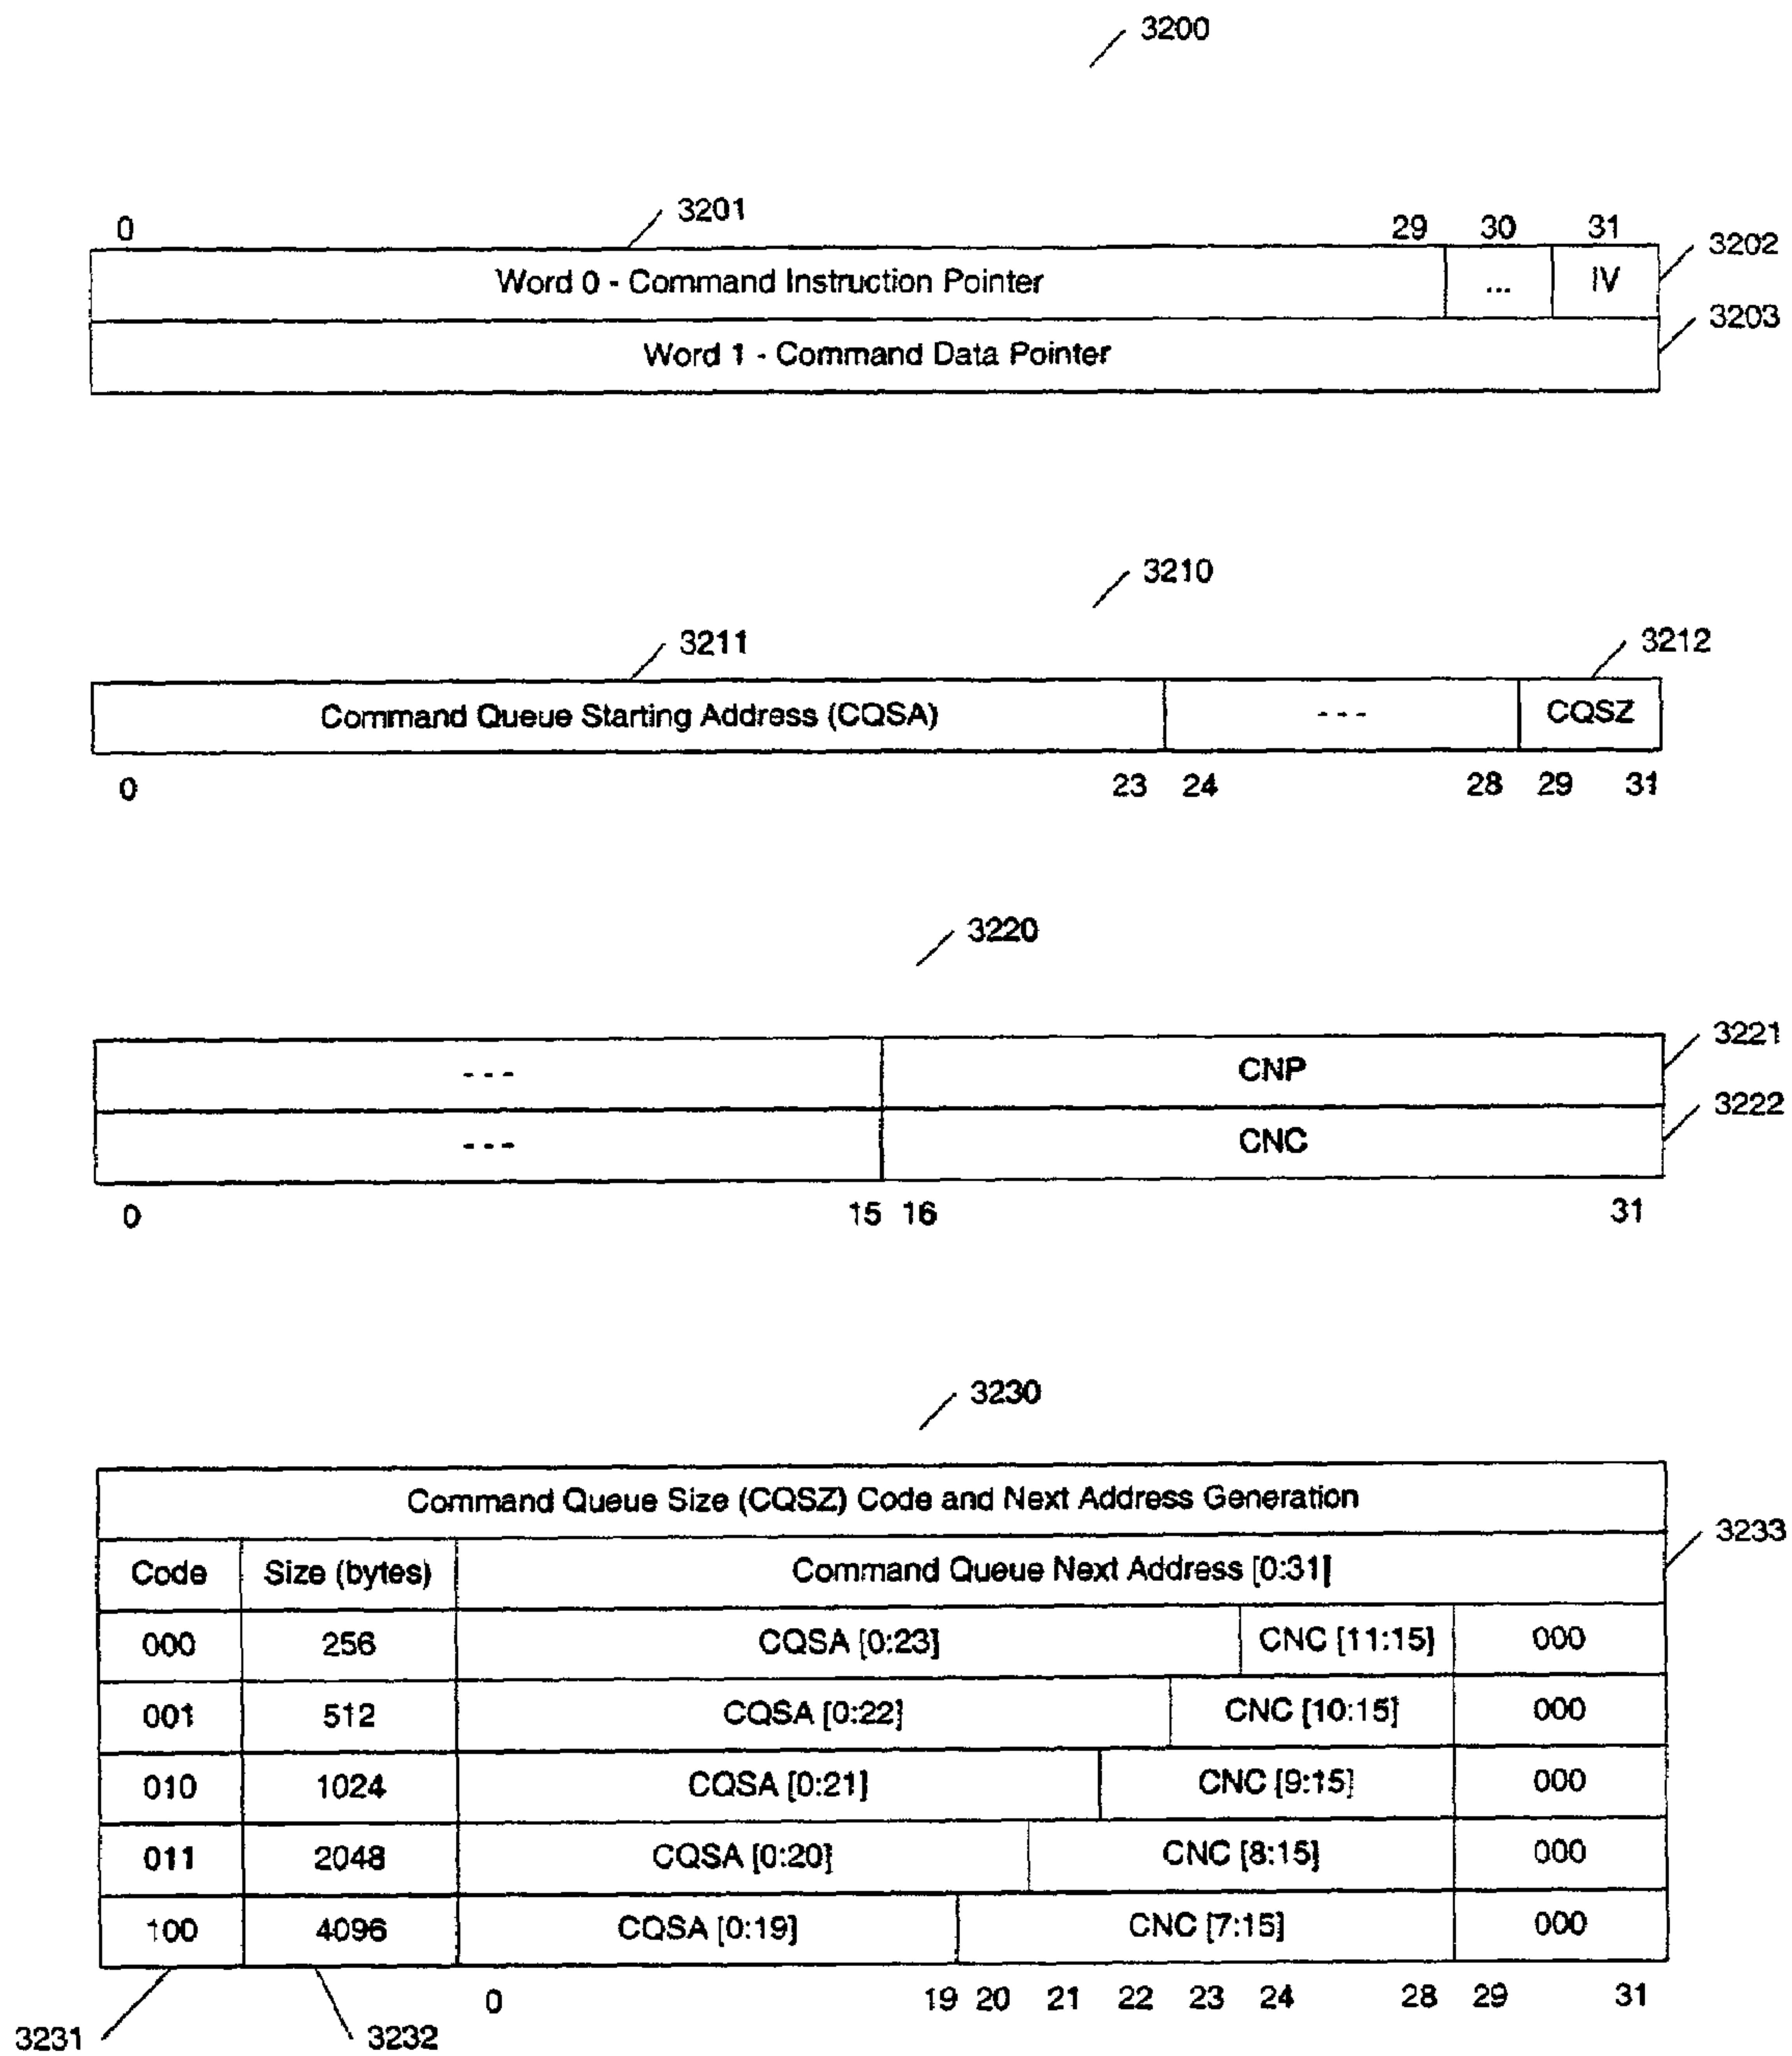 3200
0 3201 29 30 31
3202
Word 0 - Command Instruction Pointer ... IV
3203
Word 1 - Command Data Pointer
3210
3211 3212
Command Queue Starting Address (CQSA) - - - CQSZ
0 23 24 28 29 31
3220
3221
- - - CNP
3222
- - - CNC
0 15 16 31
3230
Command Queue Size (CQSZ) Code and Next Address Generation
3233
Code Size (bytes) Command Queue Next Address [0:31]
000 256 CQSA [0:23] CNC [11:15] 000
001 512 CQSA [0:22] CNC [10:15] 000
010 1024 CQSA [0:21] CNC [9:15] 000
011 2048 CQSA [0:20] CNC [8:15] 000
100 4096 CQSA [0:19] CNC [7:15] 000
0 19 20 21 22 23 24 28 29 31
3231 3232